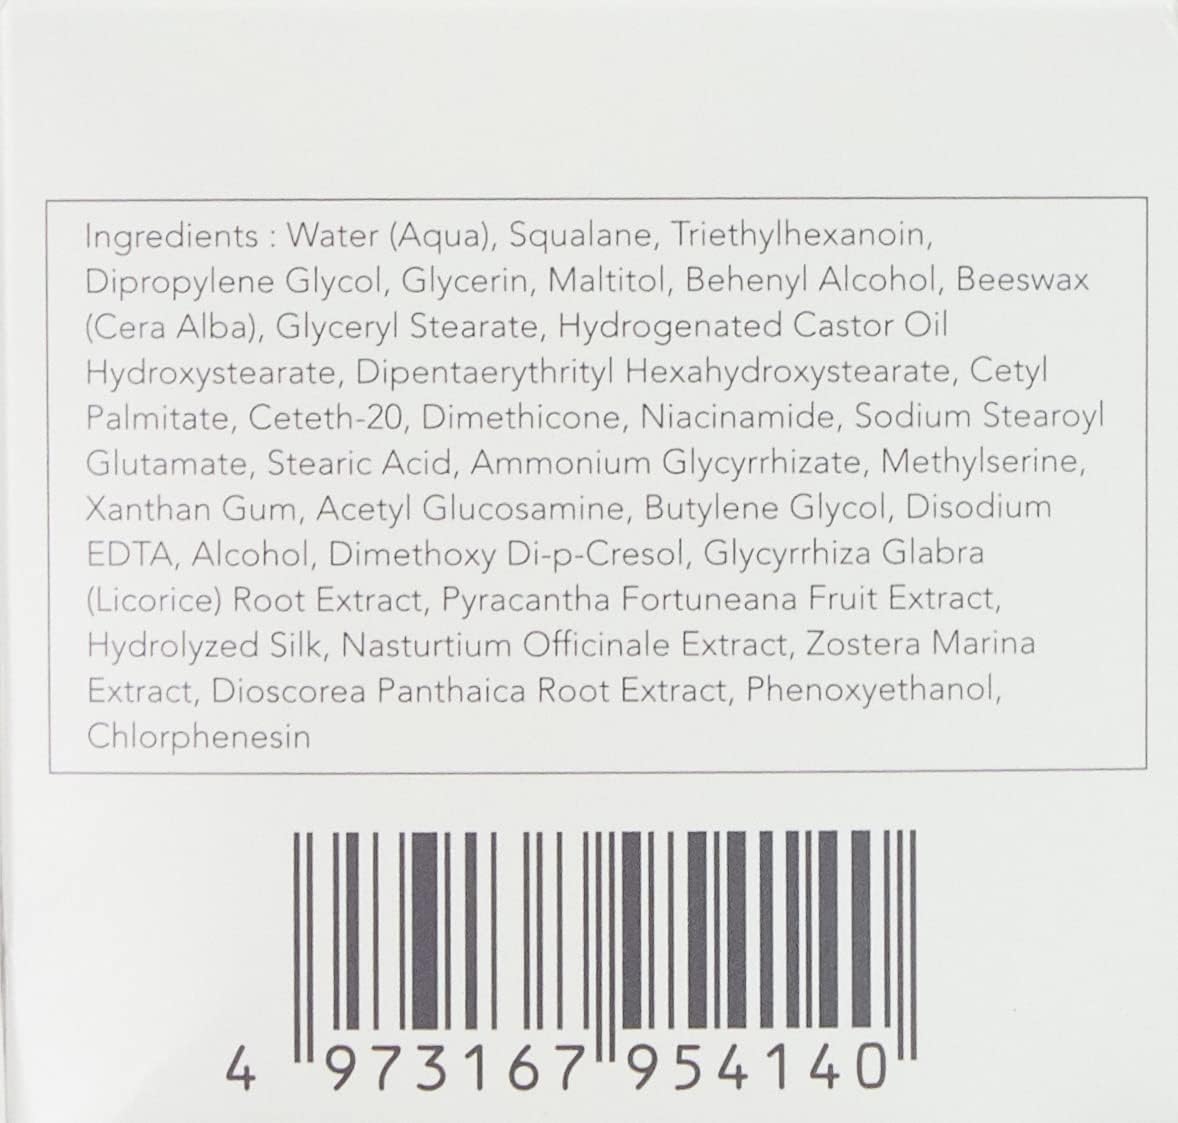 Ingredients : Water (Aqua), Squalane, Triethylhexanoin,
Dipropylene Glycol, Glycerin, Maltitol, Behenyl Alcohol, Beeswax
(Cera Alba), Glyceryl Stearate, Hydrogenated Castor Oil
Hydroxystearate, Dipentaerythrityl Hexahydroxystearate, Cetyl
Palmitate, Ceteth-20, Dimethicone, Niacinamide, Sodium Stearoyl
Glutamate, Stearic Acid, Ammonium Glycyrrhizate, Methylserine,
Xanthan Gum, Acetyl Glucosamine, Butylene Glycol, Disodium
EDTA, Alcohol, Dimethoxy Di-p-Cresol, Glycyrrhiza Glabra
(Licorice) Root Extract, Pyracantha Fortuneana Fruit Extract,
Hydrolyzed Silk, Nasturtium Officinale Extract, Zostera Marina
Extract, Dioscorea Panthaica Root Extract, Phenoxyethanol,
Chlorphenesin
4 973167 954140